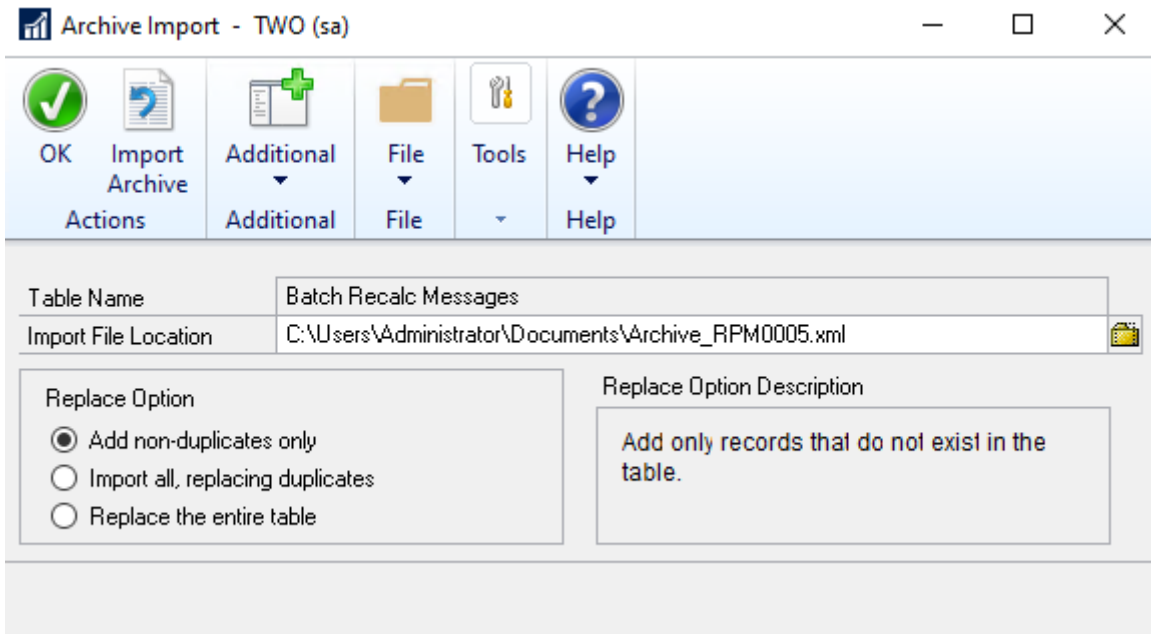 Archive Import - TWO (sa)
OK
Import Archive
Additional
File
Tools
Help
Actions
Additional
File
Help
Table Name
Batch Recalc Messages
Import File Location
C:\Users\Administrator\Documents\Archive_RPM0005.xml
Replace Option
Add non-duplicates only
Import all, replacing duplicates
Replace the entire table
Replace Option Description
Add only records that do not exist in the
table.